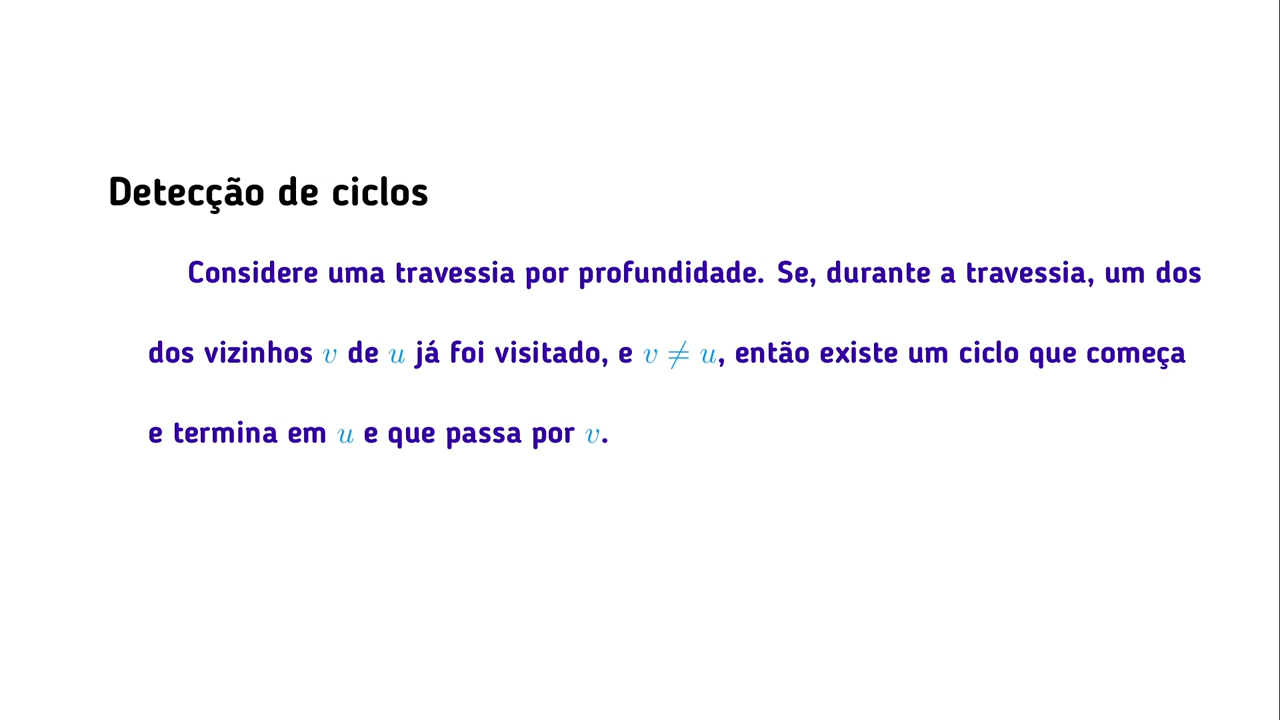 Detecção de ciclos
Considere uma travessia por profundidade. Se, durante a travessia, um dos
dos vizinhos v de u já foi visitado, e v ≠ u, então existe um ciclo que começa
e termina em u e que passa por v.